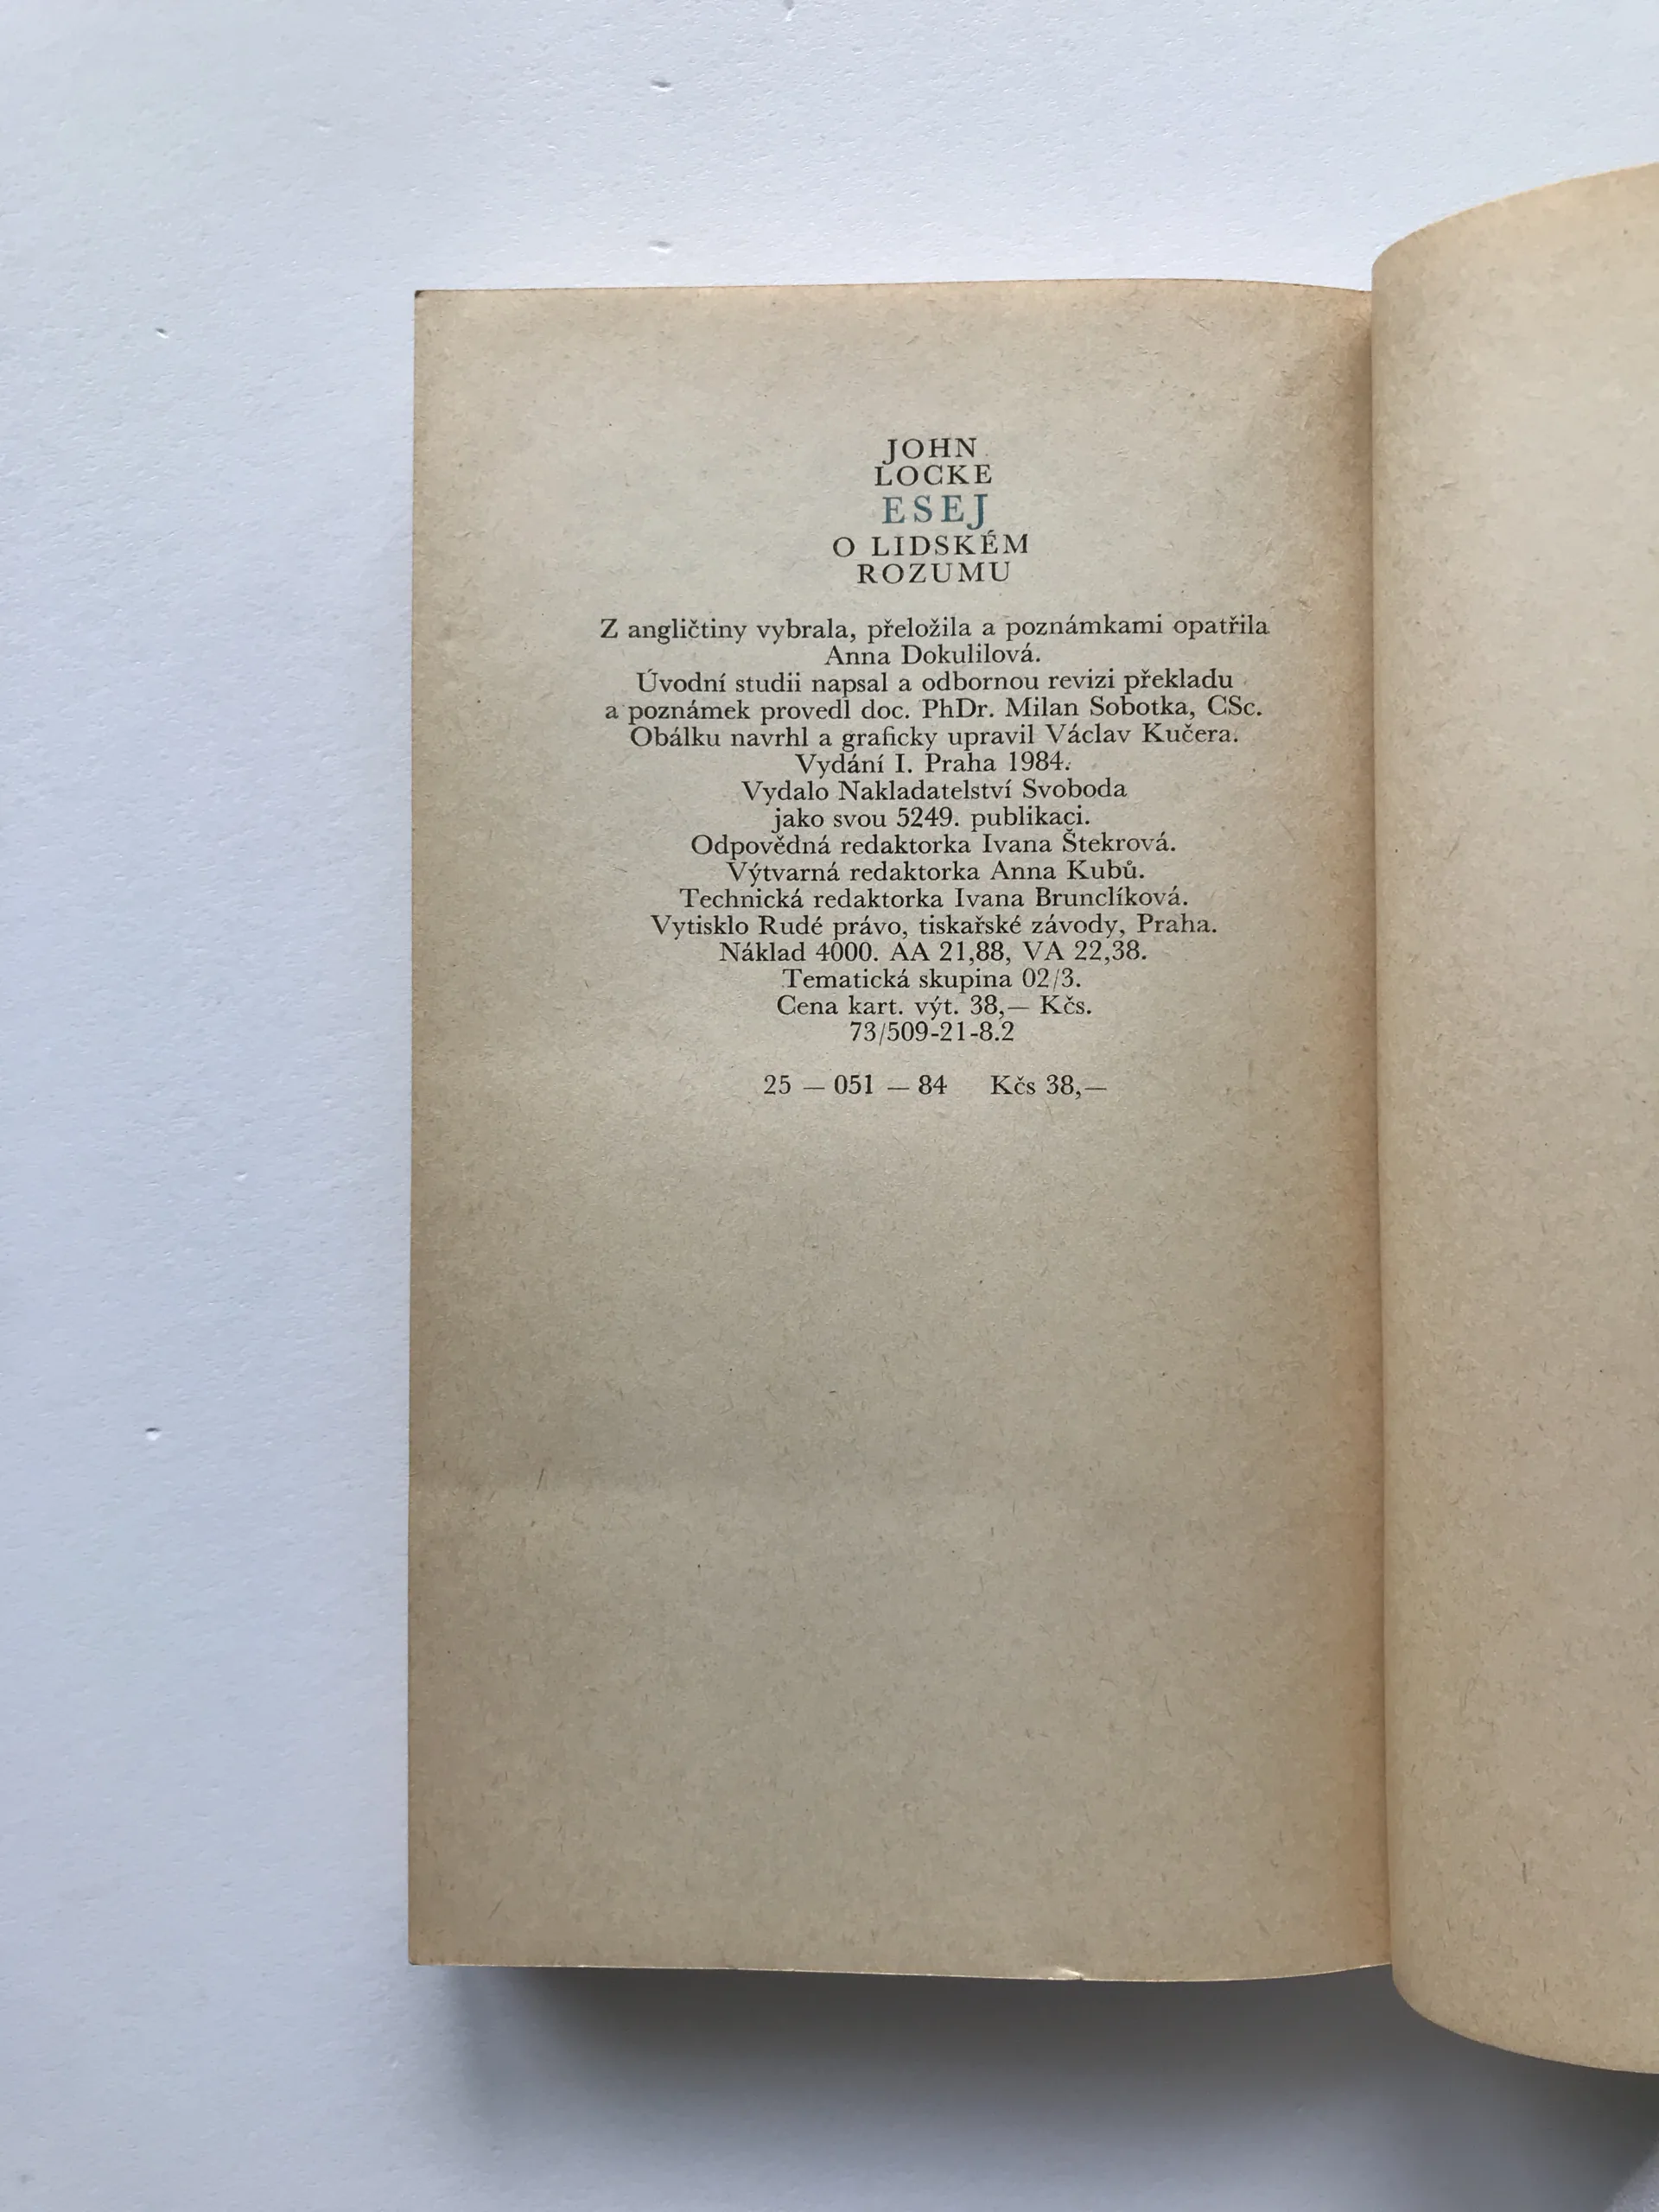 JOHN
LOCKE
ESEJ
O LIDSKÉM
ROZUMU
Z angličtiny vybrala, přeložila a poznámkami opatřila
Anna Dokulilová.
Úvodní studii napsal a odbornou revizi překladu
a poznámek provedl doc. PhDr. Milan Sobotka, CSc.
Obálku navrhl a graficky upravil Václav Kučera.
Vydání I. Praha 1984.
Vydalo Nakladatelství Svoboda
jako svou 5249. publikaci.
Odpovědná redaktorka Ivana Štekrová.
Výtvarná redaktorka Anna Kubů.
Technická redaktorka Ivana Brunclíková.
Vytisklo Rudé právo, tiskařské závody, Praha.
Náklad 4000. AA 21,88, VA 22,38.
Tematická skupina 02/3.
Cena kart. výt. 38,— Kčs.
73/509-21-8.2
25 — 051 — 84 Kčs 38,—